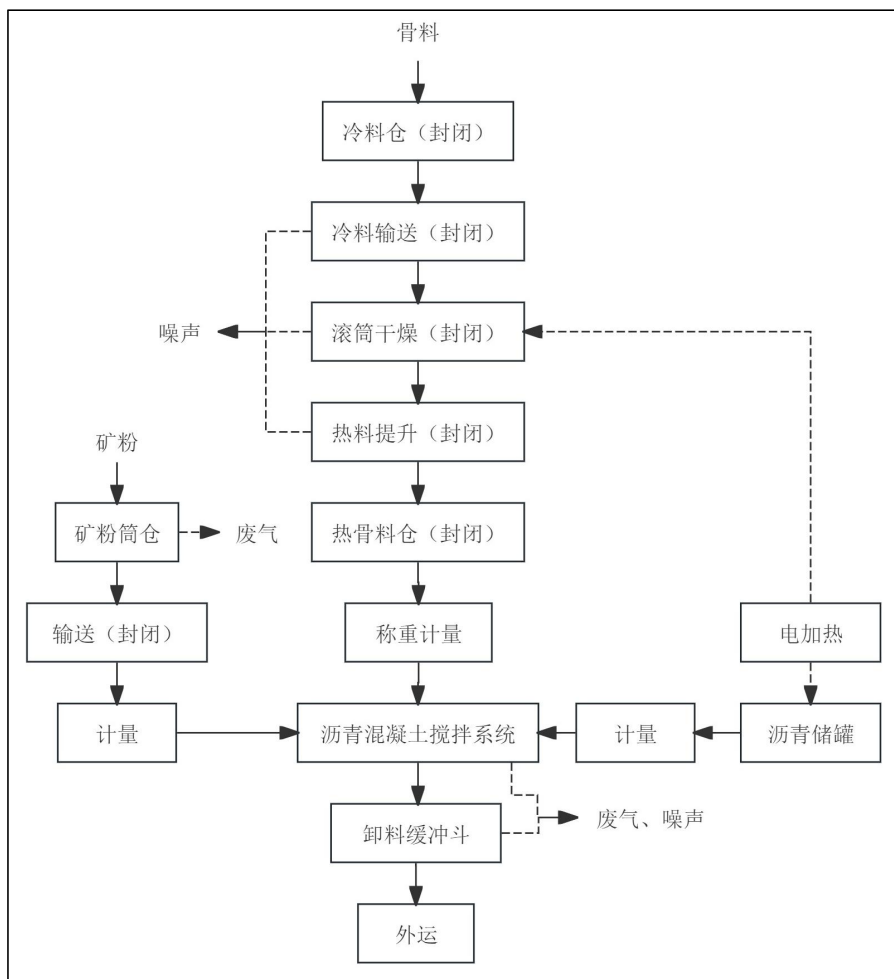 骨料
冷料仓（封闭）
冷料输送（封闭）
噪声
滚筒干燥（封闭）
热料提升（封闭）
矿粉
矿粉筒仓
废气
热骨料仓（封闭）
输送（封闭）
称重计量
电加热
计量
沥青混凝土搅拌系统
计量
沥青储罐
卸料缓冲斗
废气、噪声
外运